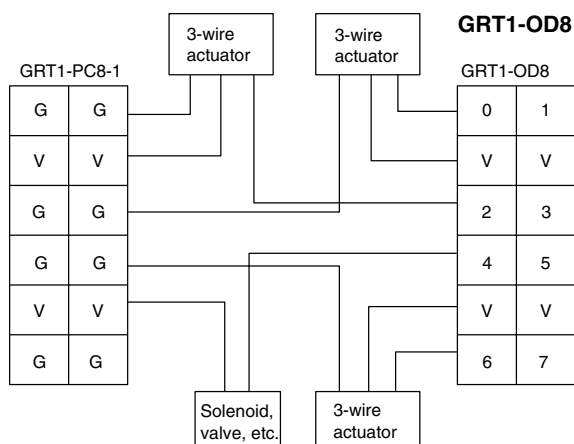 GRT1-OD8
3-wire
actuator
3-wire
actuator
GRT1-PC8-1
GRT1-OD8
G G
V V
G G
G G
V V
G G
0 1
V V
2 3
4 5
V V
6 7
Solenoid,
valve, etc.
3-wire
actuator